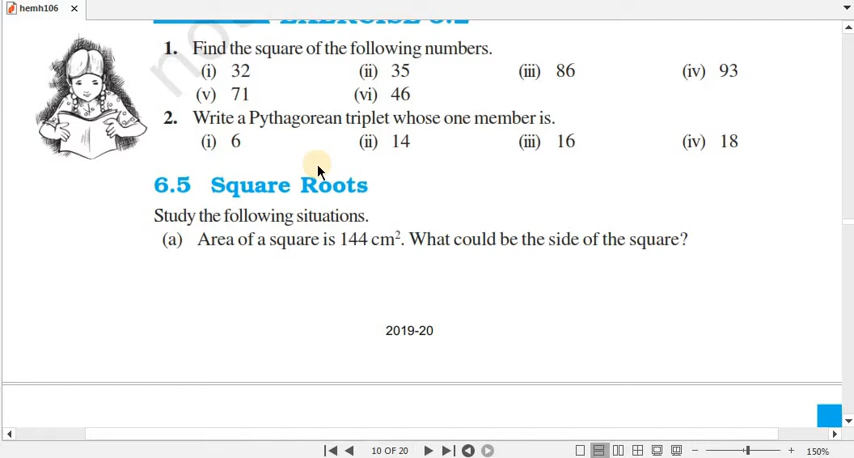 hemh106
1. Find the square of the following numbers.
(i) 32 (ii) 35 (iii) 86 (iv) 93
(v) 71 (vi) 46
2. Write a Pythagorean triplet whose one member is.
(i) 6 (ii) 14 (iii) 16 (iv) 18
6.5 Square Roots
Study the following situations.
(a) Area of a square is 144 cm². What could be the side of the square?
2019-20
10 OF 20
150%